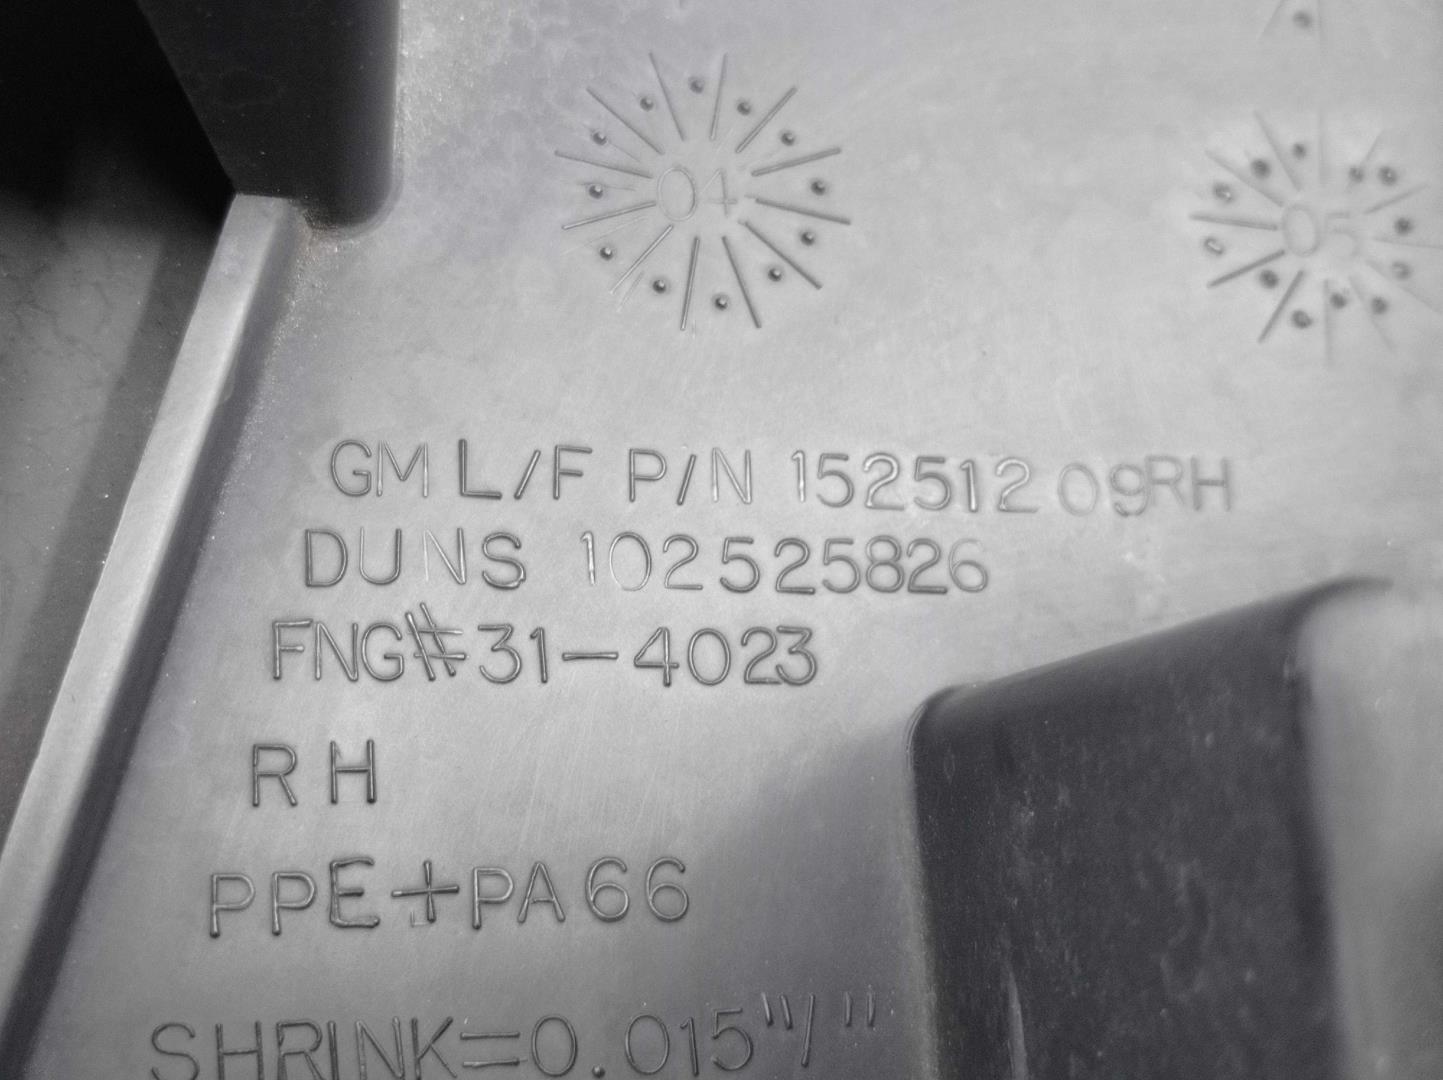 04
05
GM L/F P/N 15251209RH
DUNS 102525826
FNG#31-4023
RH
PPE+PA66
SHRINK=0.015"/"